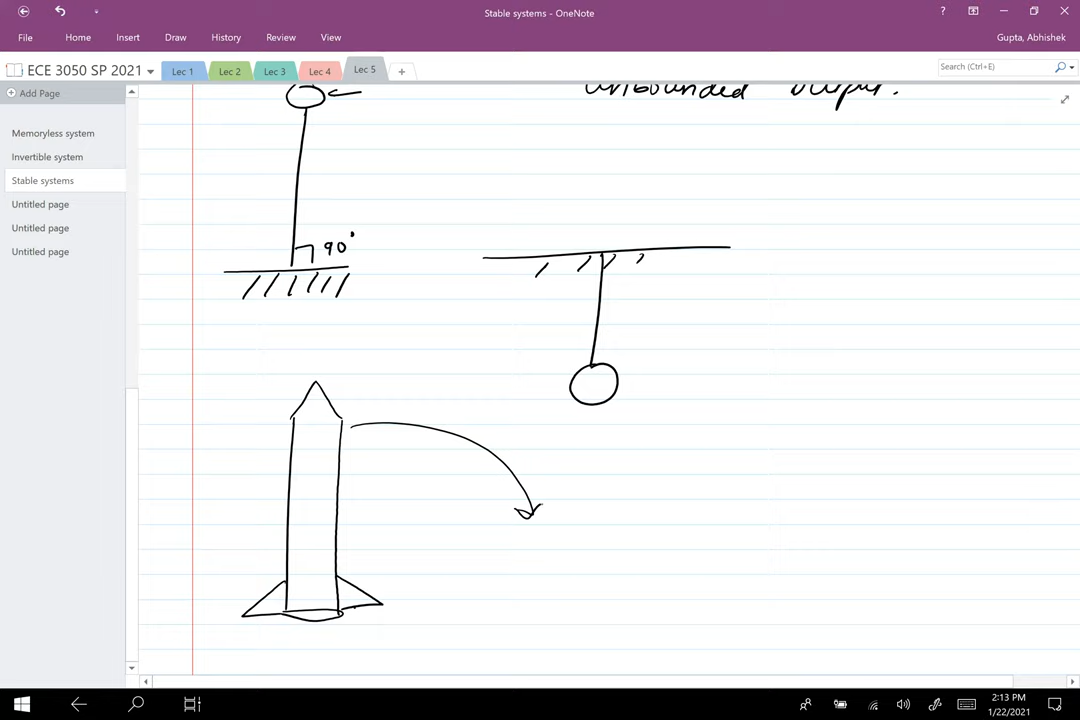 Stable systems - OneNote
?
File
Home
Insert
Draw
History
Review
View
Gupta, Abhishek
ECE 3050 SP 2021
Lec 1
Lec 2
Lec 3
Lec 4
Lec 5
+
Search (Ctrl+E)
Add Page
Memoryless system
Invertible system
Stable systems
Untitled page
Untitled page
Untitled page
unbounded output.
90°
2:13 PM
1/22/2021